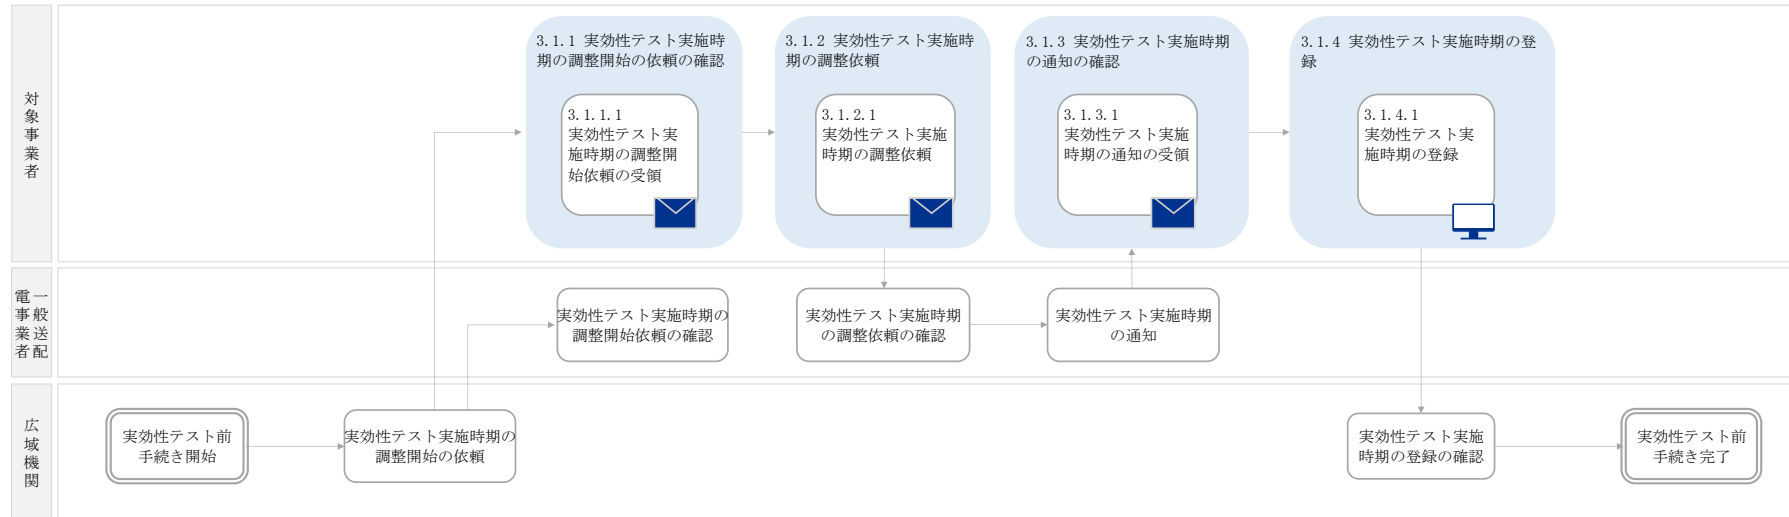 対象事業者
3.1.1 実効性テスト実施時
期の調整開始の依頼の確認
3.1.1.1
実効性テスト実
施時期の調整開
始依頼の受領
3.1.2 実効性テスト実施時
期の調整依頼
3.1.2.1
実効性テスト実施
時期の調整依頼
3.1.3 実効性テスト実施時期
の通知の確認
3.1.3.1
実効性テスト実施
時期の通知の受領
3.1.4 実効性テスト実施時期の登
録
3.1.4.1
実効性テスト実
施時期の登録
一般送配
電事業者
実効性テスト実施時期の
調整開始依頼の確認
実効性テスト実施時期
の調整依頼の確認
実効性テスト実施時期
の通知
広域機関
実効性テスト前
手続き開始
実効性テスト実施時期の
調整開始の依頼
実効性テスト実施
時期の登録の確認
実効性テスト前
手続き完了